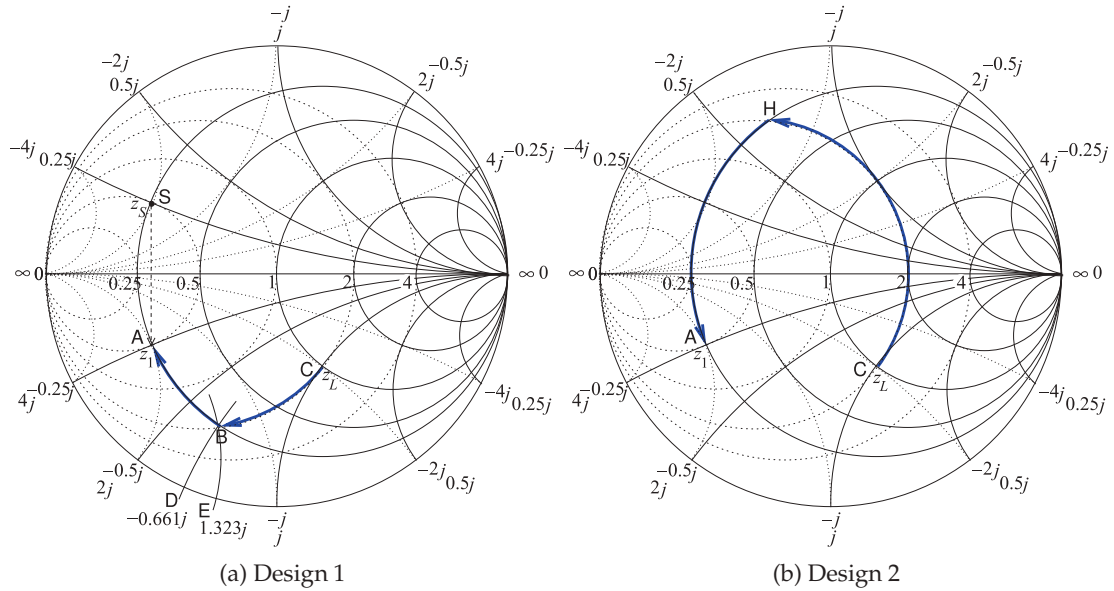 −j
j
−2j
0.5j
−0.5j
2j
−4j 0.25j
4j −0.25j
S
z_S
∞ 0
0.25
0.5
1
2
4
∞ 0
A
z_1
C
z_L
B
4j −0.25j
−4j 0.25j
−0.5j
2j
−2j 0.5j
D
−0.661j
E
1.323j
−j
j
(a) Design 1
−j
j
−2j
0.5j
−0.5j
2j
−4j
0.25j
4j −0.25j
H
∞ 0
0.25
0.5
1
2
4
∞ 0
A
z_1
C
z_L
4j −0.25j
−4j 0.25j
−0.5j
2j
−2j 0.5j
−j
j
(b) Design 2